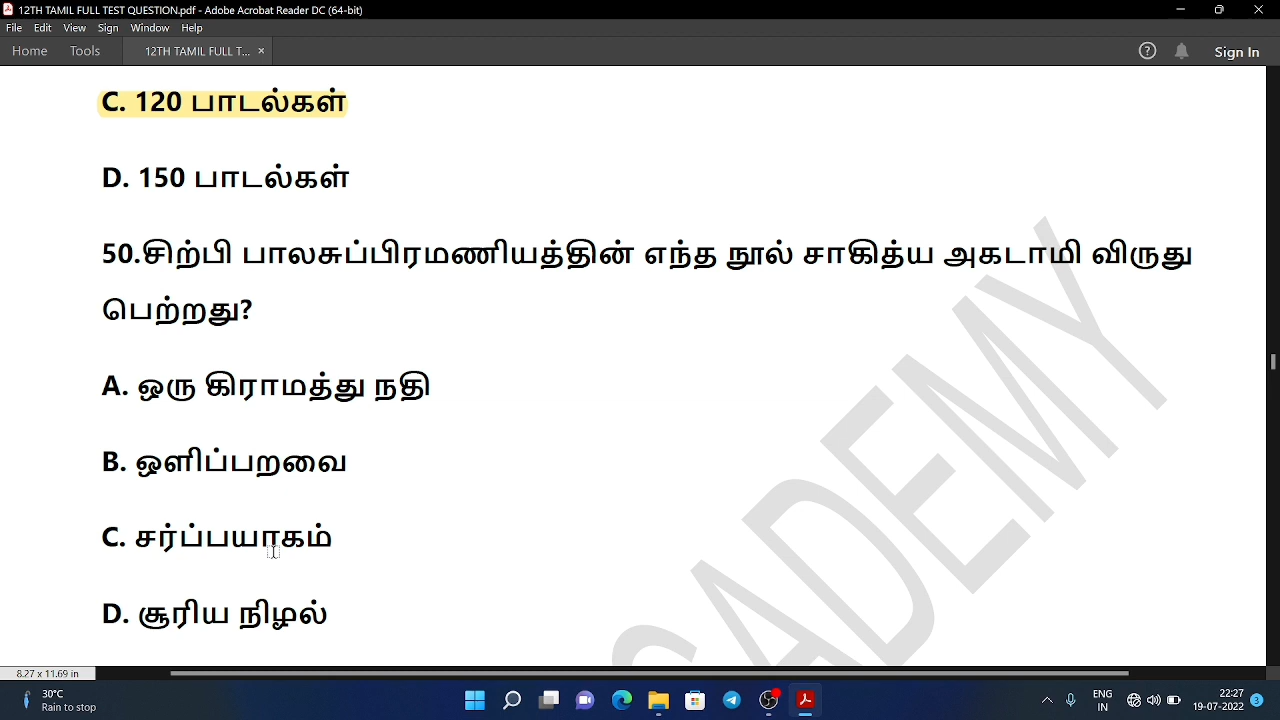 12TH TAMIL FULL TEST QUESTION.pdf - Adobe Acrobat Reader DC (64-bit)
File Edit View Sign Window Help
Home Tools 12TH TAMIL FULL T... × Sign In
C. 120 பாடல்கள்
D. 150 பாடல்கள்
50.சிற்பி பாலசுப்பிரமணியத்தின் எந்த நூல் சாகித்ய அகடாமி விருது
பெற்றது?
A. ஒரு கிராமத்து நதி
B. ஒளிப்பறவை
C. சர்ப்பயாகம்
D. சூரிய நிழல்
CADEMY
8.27 x 11.69 in
30°C
Rain to stop
ENG
IN
22:25
19-07-2022
3